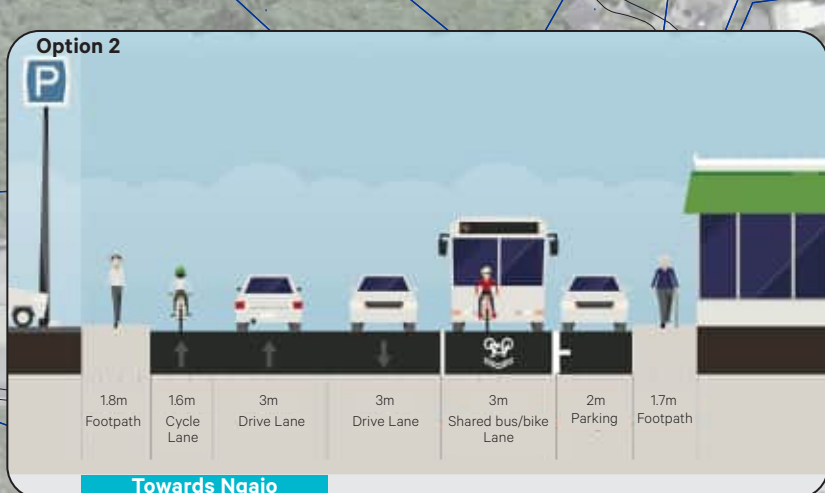 Option 2
P
1.8m
Footpath
1.6m
Cycle
Lane
3m
Drive Lane
3m
Drive Lane
3m
Shared bus/bike
Lane
2m
Parking
1.7m
Footpath
Towards Ngaio